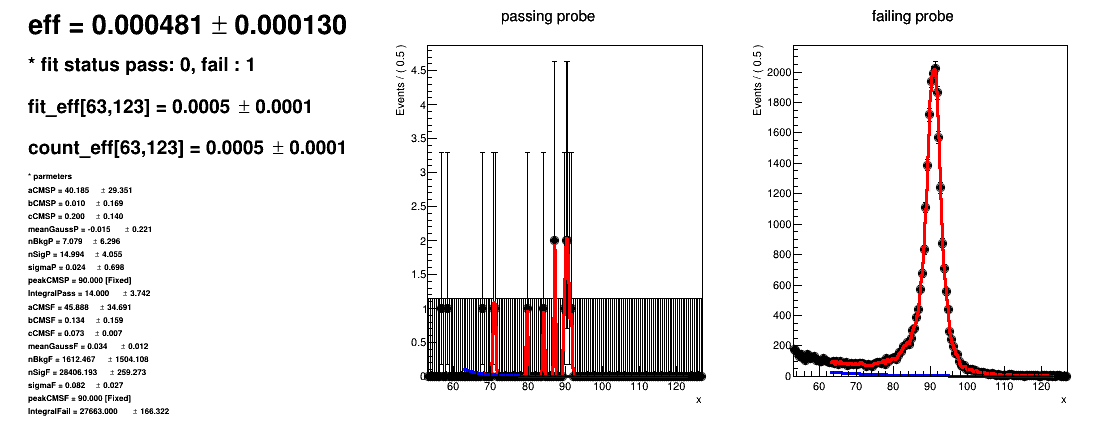 eff = 0.000481 ± 0.000130
* fit status pass: 0, fail : 1
fit_eff[63,123] = 0.0005 ± 0.0001
count_eff[63,123] = 0.0005 ± 0.0001
* parmeters
aCMSP = 40.185 ± 29.351
bCMSP = 0.010 ± 0.169
cCMSP = 0.200 ± 0.140
meanGaussP = -0.015 ± 0.221
nBkgP = 7.079 ± 6.296
nSigP = 14.994 ± 4.055
sigmaP = 0.024 ± 0.698
peakCMSP = 90.000 [Fixed]
IntegralPass = 14.000 ± 3.742
aCMSF = 45.888 ± 34.691
bCMSF = 0.134 ± 0.159
cCMSF = 0.073 ± 0.007
meanGaussF = 0.034 ± 0.012
nBkgF = 1612.467 ± 1504.108
nSigF = 28406.193 ± 259.273
sigmaF = 0.082 ± 0.027
peakCMSF = 90.000 [Fixed]
IntegralFail = 27663.000 ± 166.322
passing probe
Events / ( 0.5 )
4.5
4
3.5
3
2.5
2
1.5
1
0.5
0
60 70 80 90 100 110 120
x
failing probe
Events / ( 0.5 )
2000
1800
1600
1400
1200
1000
800
600
400
200
0
60 70 80 90 100 110 120
x